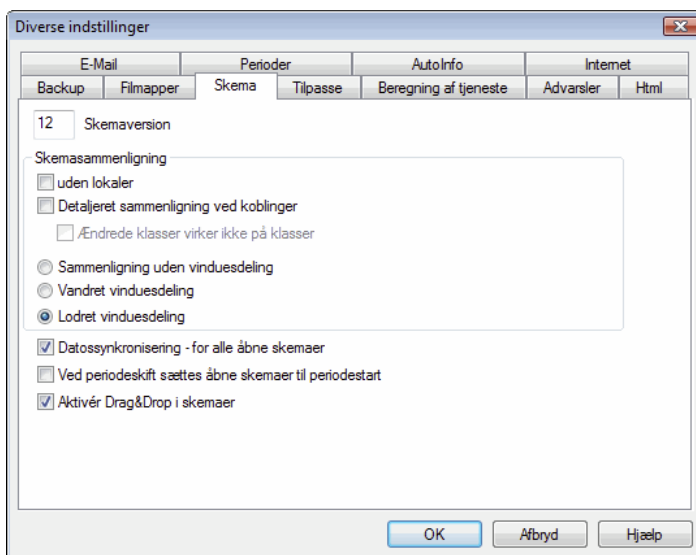 Diverse indstillinger
E-Mail Perioder AutoInfo Internet
Backup Filmapper Skema Tilpasse Beregning af tjeneste Advarsler Html
12 Skemaversion
Skemasammenligning
uden lokaler
Detaljeret sammenligning ved koblinger
Ændrede klasser virker ikke på klasser
Sammenligning uden vinduesdeling
Vandret vinduesdeling
Lodret vinduesdeling
Datossynkronisering - for alle åbne skemaer
Ved periodeskift sættes åbne skemaer til periodestart
Aktivér Drag&Drop i skemaer
OK Afbryd Hjælp